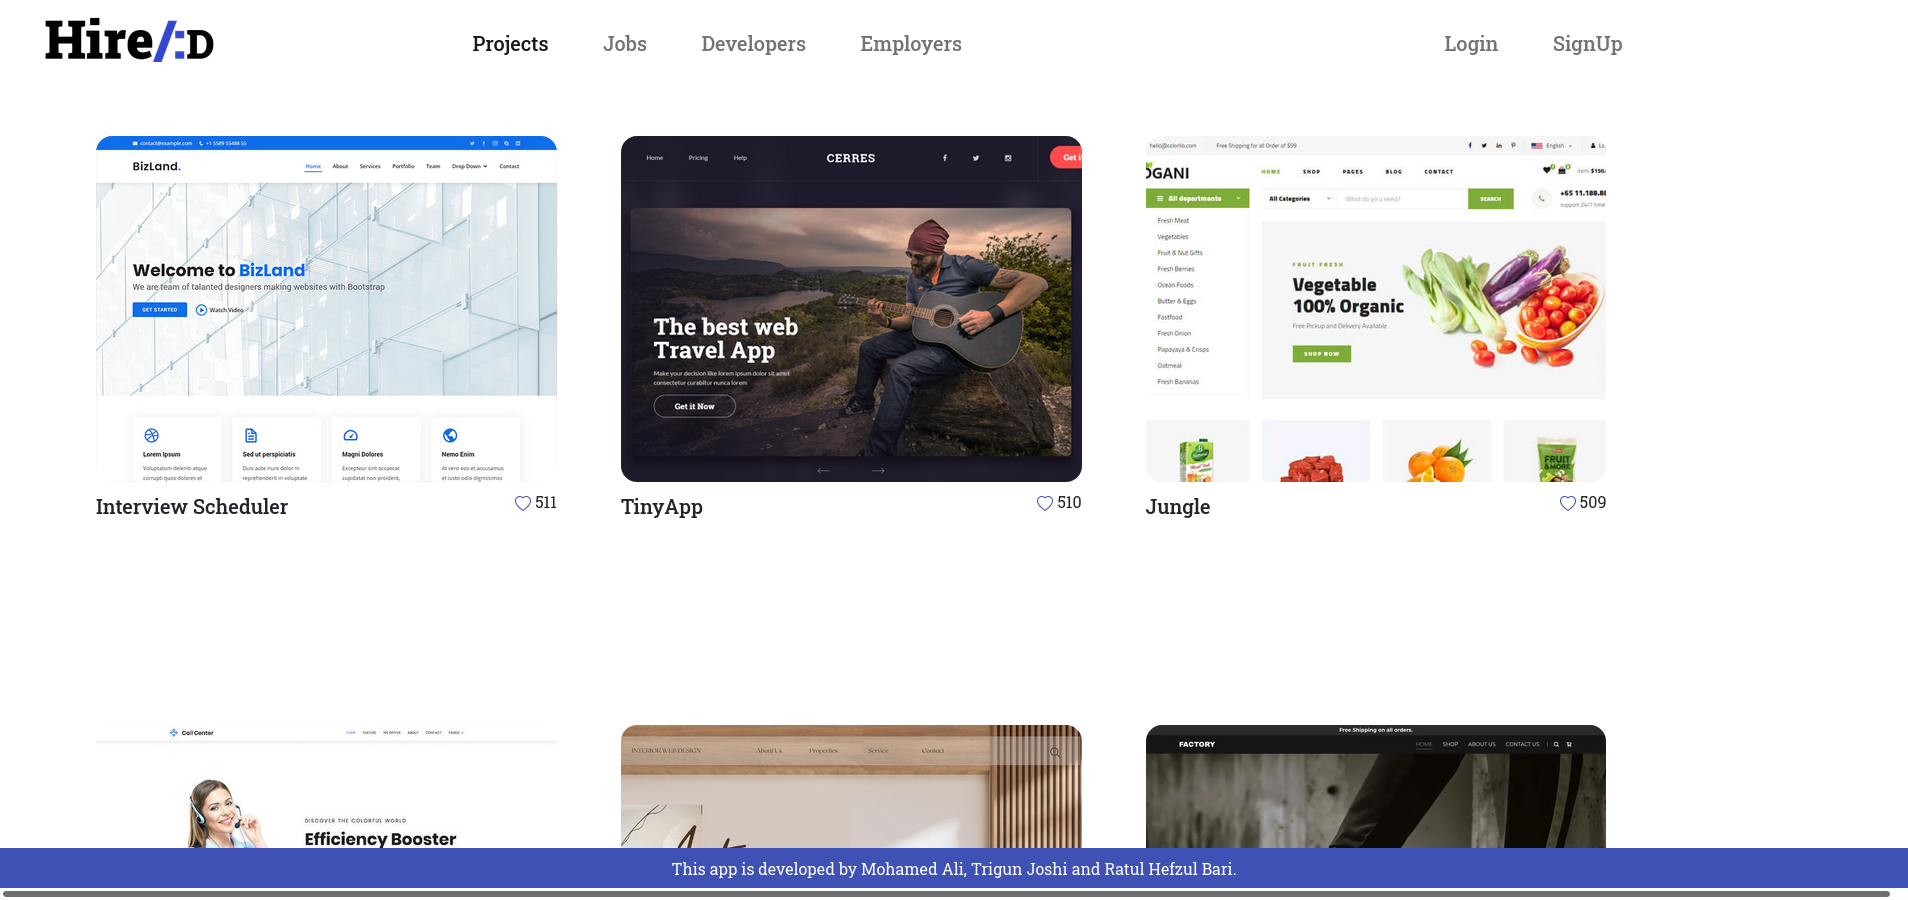 Hire/:D
Projects Jobs Developers Employers
Login SignUp
contact@example.com +1 5589 55488 55
BizLand.
Home About Services Portfolio Team Drop Down Contact
Welcome to BizLand
We are team of talanted designers making websites with Bootstrap
GET STARTED Watch Video
Lorem Ipsum
Voluptatum deleniti atque
corrupti quos dolores et
Sed ut perspiciatis
Duis aute irure dolor in
reprehenderit in voluptate
Magni Dolores
Excepteur sint occaecat
cupidatat non proident,
Nemo Enim
At vero eos et accusamus
et iusto odio dignissimos
Interview Scheduler 511
Home Pricing Help CERRES Get i
The best web
Travel App
Make your decision like lorem ipsum dolor sit amet
consectetur curabitur nunca lorem
Get it Now
TinyApp 510
hello@colorlib.com Free Shipping for all Order of $99 English Lo
OGANI
HOME SHOP PAGES BLOG CONTACT
item: $150.
All departments
All Categories What do yo u need? SEARCH
+65 11.188.88
support 24/7 time
Fresh Meat
Vegetables
Fruit & Nut Gifts
Fresh Berries
Ocean Foods
Butter & Eggs
Fastfood
Fresh Onion
Papayaya & Crisps
Oatmeal
Fresh Bananas
FRUIT FRESH
Vegetable
100% Organic
Free Pickup and Delivery Available
SHOP NOW
FRUIT
&MORE
Jungle 509
Call Center
HOME FEATURE WE OFFER ABOUT CONTACT PAGES
DISCOVER THE COLORFUL WORLD
Efficiency Booster
INTERIOR WEB DESIGN About Us Properties Service Contact
Free Shipping on all orders.
FACTORY
HOME SHOP ABOUT US CONTACT US
This app is developed by Mohamed Ali, Trigun Joshi and Ratul Hefzul Bari.